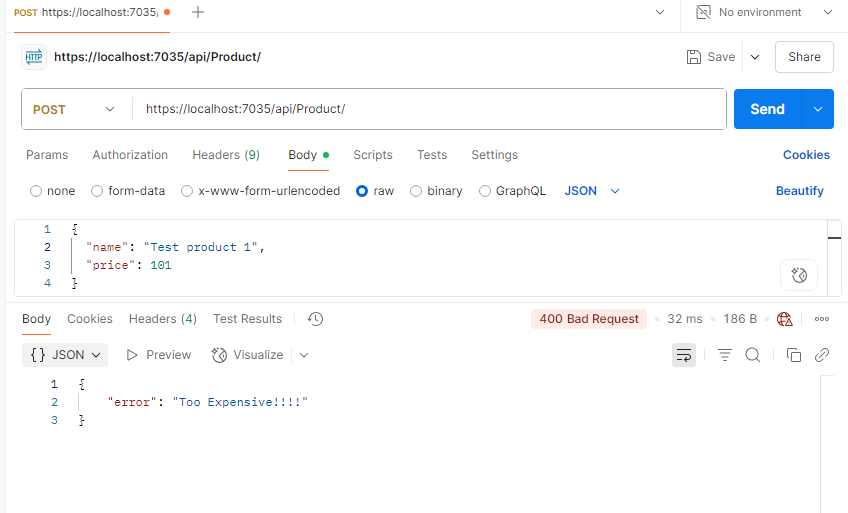 POST https://localhost:7035/ No environment
HTTP https://localhost:7035/api/Product/ Save Share
POST https://localhost:7035/api/Product/ Send
Params Authorization Headers (9) Body Scripts Tests Settings Cookies
none form-data x-www-form-urlencoded raw binary GraphQL JSON Beautify
1 {
2 "name": "Test product 1",
3 "price": 101
4 }
Body Cookies Headers (4) Test Results 400 Bad Request 32 ms 186 B
{} JSON Preview Visualize
1 {
2 "error": "Too Expensive!!!!"
3 }